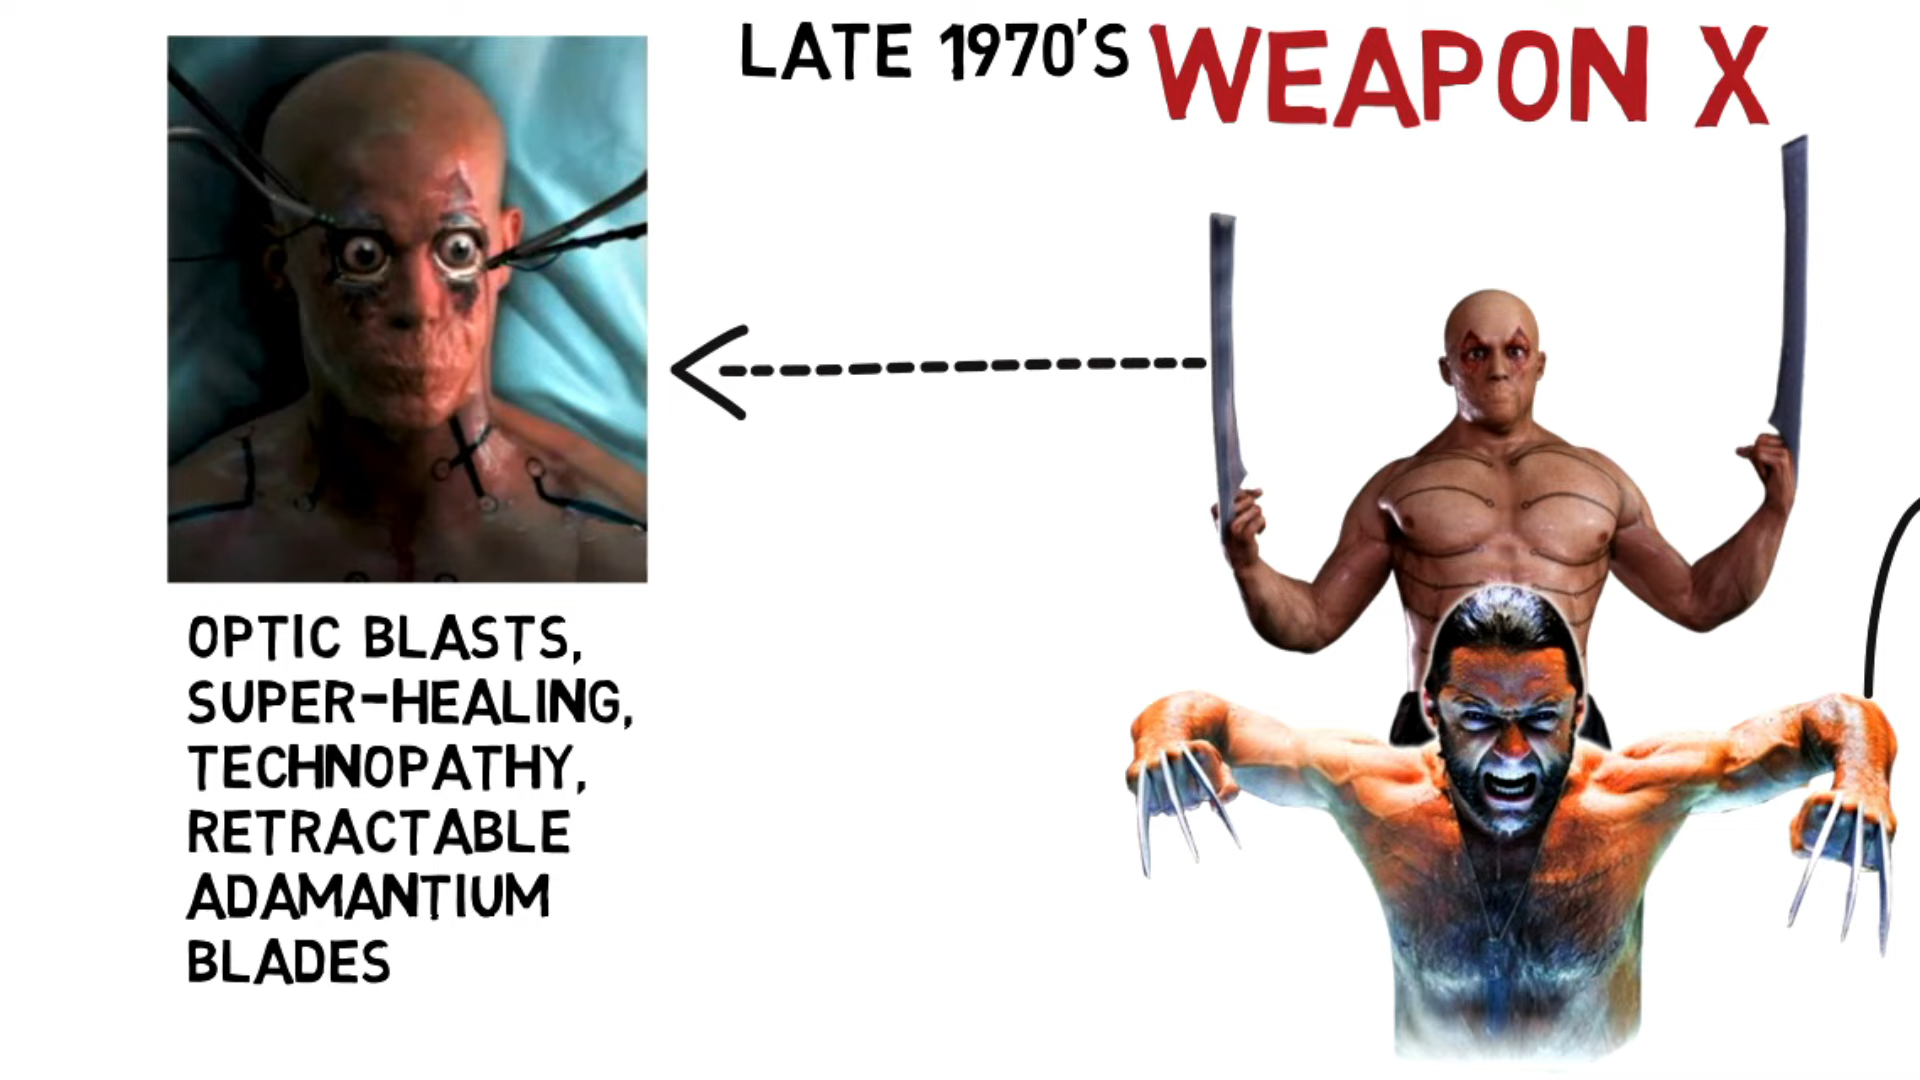 LATE 1970'S WEAPON X
OPTIC BLASTS,
SUPER-HEALING,
TECHNOPATHY,
RETRACTABLE
ADAMANTIUM
BLADES